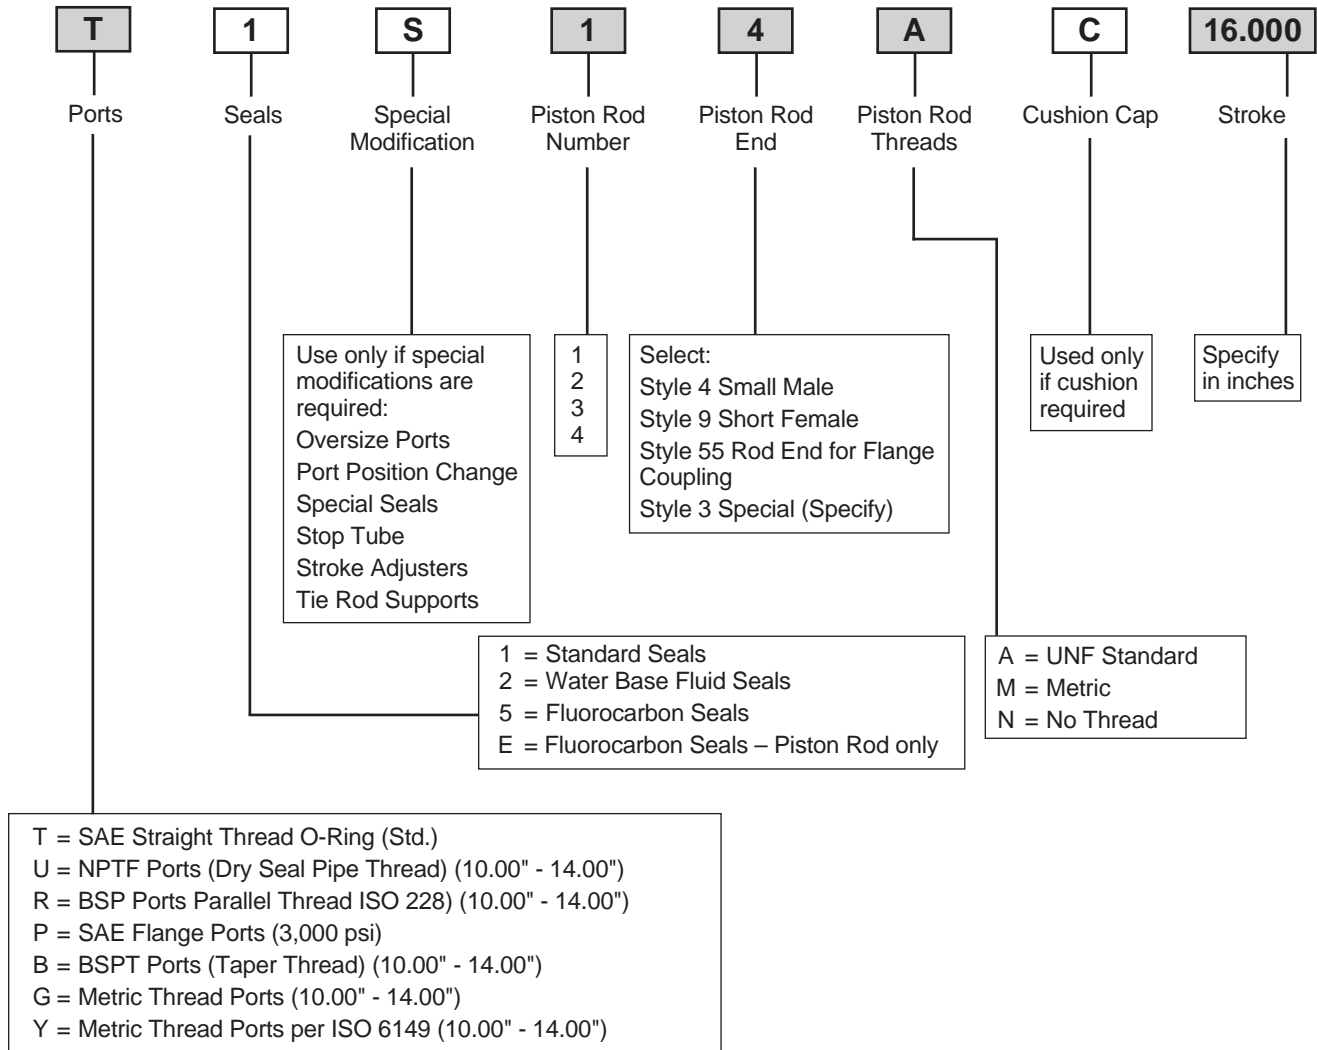 T 1 S 1 4 A C 16.000
Ports Seals Special Piston Rod Piston Rod Piston Rod Cushion Cap Stroke
Modification Number End Threads
Use only if special
modifications are
required:
Oversize Ports
Port Position Change
Special Seals
Stop Tube
Stroke Adjusters
Tie Rod Supports
1
2
3
4
Select:
Style 4 Small Male
Style 9 Short Female
Style 55 Rod End for Flange
Coupling
Style 3 Special (Specify)
Used only
if cushion
required
Specify
in inches
1 = Standard Seals
2 = Water Base Fluid Seals
5 = Fluorocarbon Seals
E = Fluorocarbon Seals – Piston Rod only
A = UNF Standard
M = Metric
N = No Thread
T = SAE Straight Thread O-Ring (Std.)
U = NPTF Ports (Dry Seal Pipe Thread) (10.00" - 14.00")
R = BSP Ports Parallel Thread ISO 228) (10.00" - 14.00")
P = SAE Flange Ports (3,000 psi)
B = BSPT Ports (Taper Thread) (10.00" - 14.00")
G = Metric Thread Ports (10.00" - 14.00")
Y = Metric Thread Ports per ISO 6149 (10.00" - 14.00")